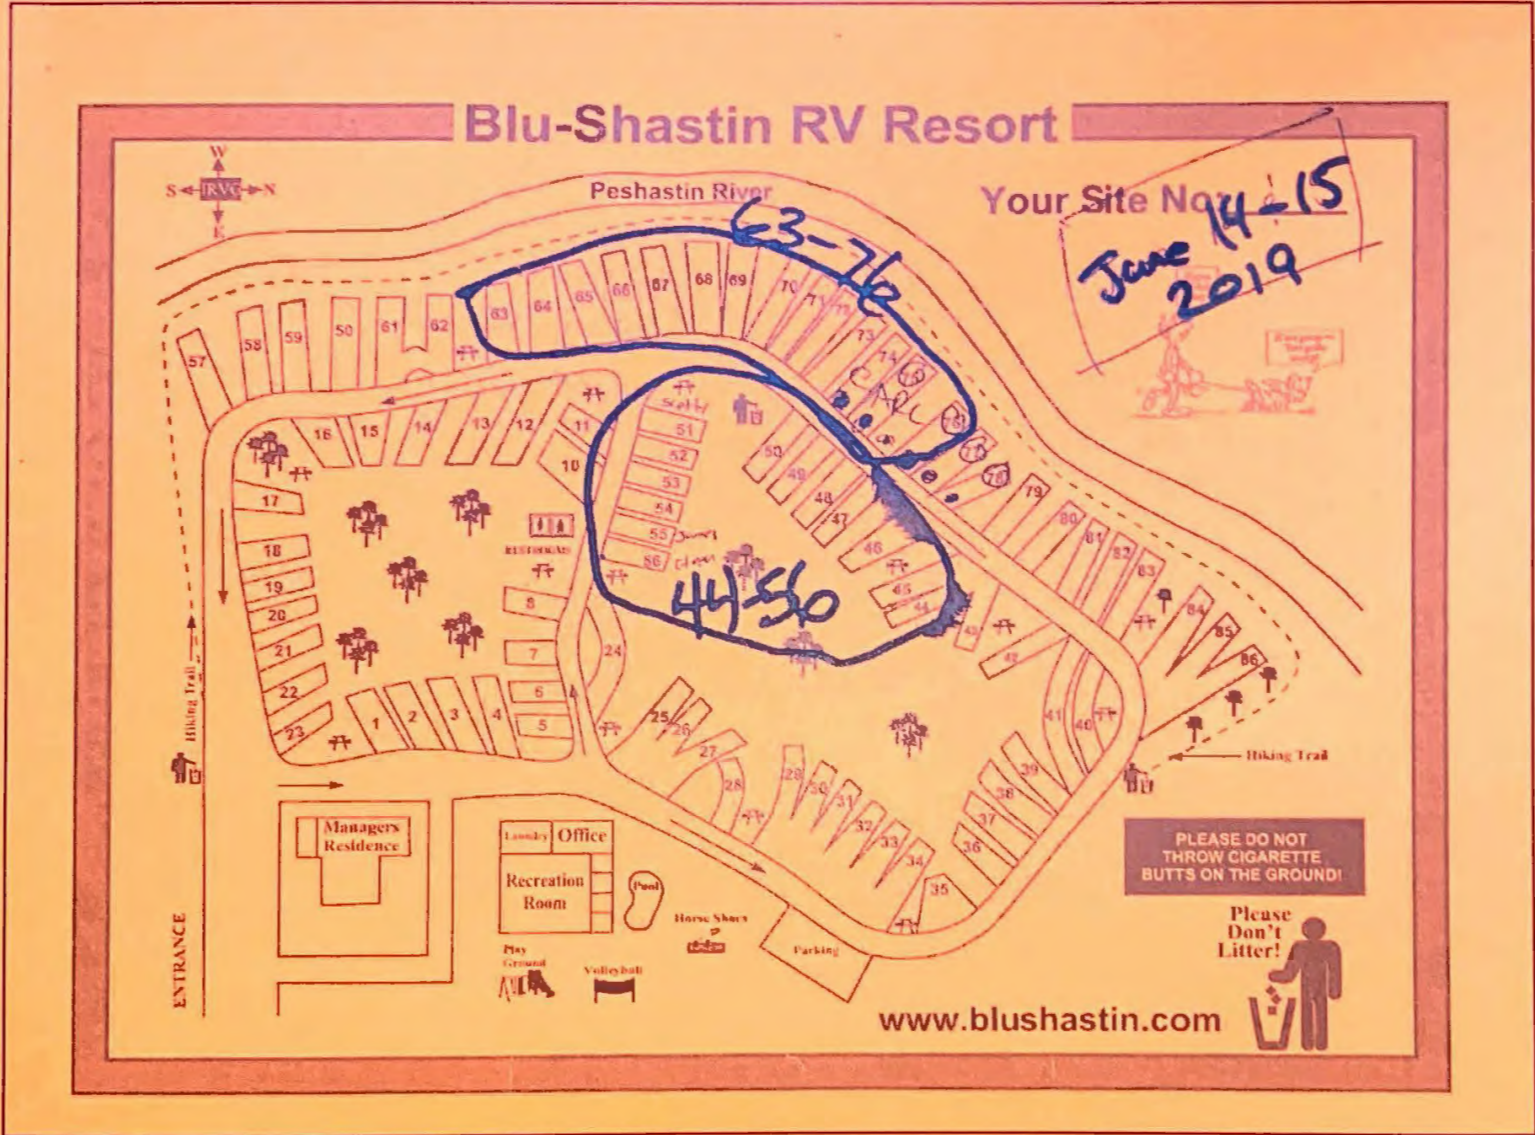 Blu-Shastin RV Resort
W
S RVC N
E
Peshastin River
Your Site No.
14-15
June
2019
63-76
63 64 65 66 67 68 69 70 71 72 73 74 75 76 77 78 79 80 81 82 83 84 85 86
57 58 59 50 61 62
16 15 14 13 12 11 10
51
52
53
54
55
56
50 49 48 47 46 45 44 43 42
44-56
17
18
19
20
21
22
23
RESTROOMS
8
7
6
5
24
1 2 3 4
25 26 27 28 29 30 31 32 33 34 35 36 37 38 39 40 41
Hiking Trail
Hiking Trail
Managers
Residence
Laundry Office
Recreation
Room
Pool
Horse Shoes
Play
Ground
Volleyball
Parking
ENTRANCE
PLEASE DO NOT
THROW CIGARETTE
BUTTS ON THE GROUND!
Please
Don't
Litter!
www.blushastin.com